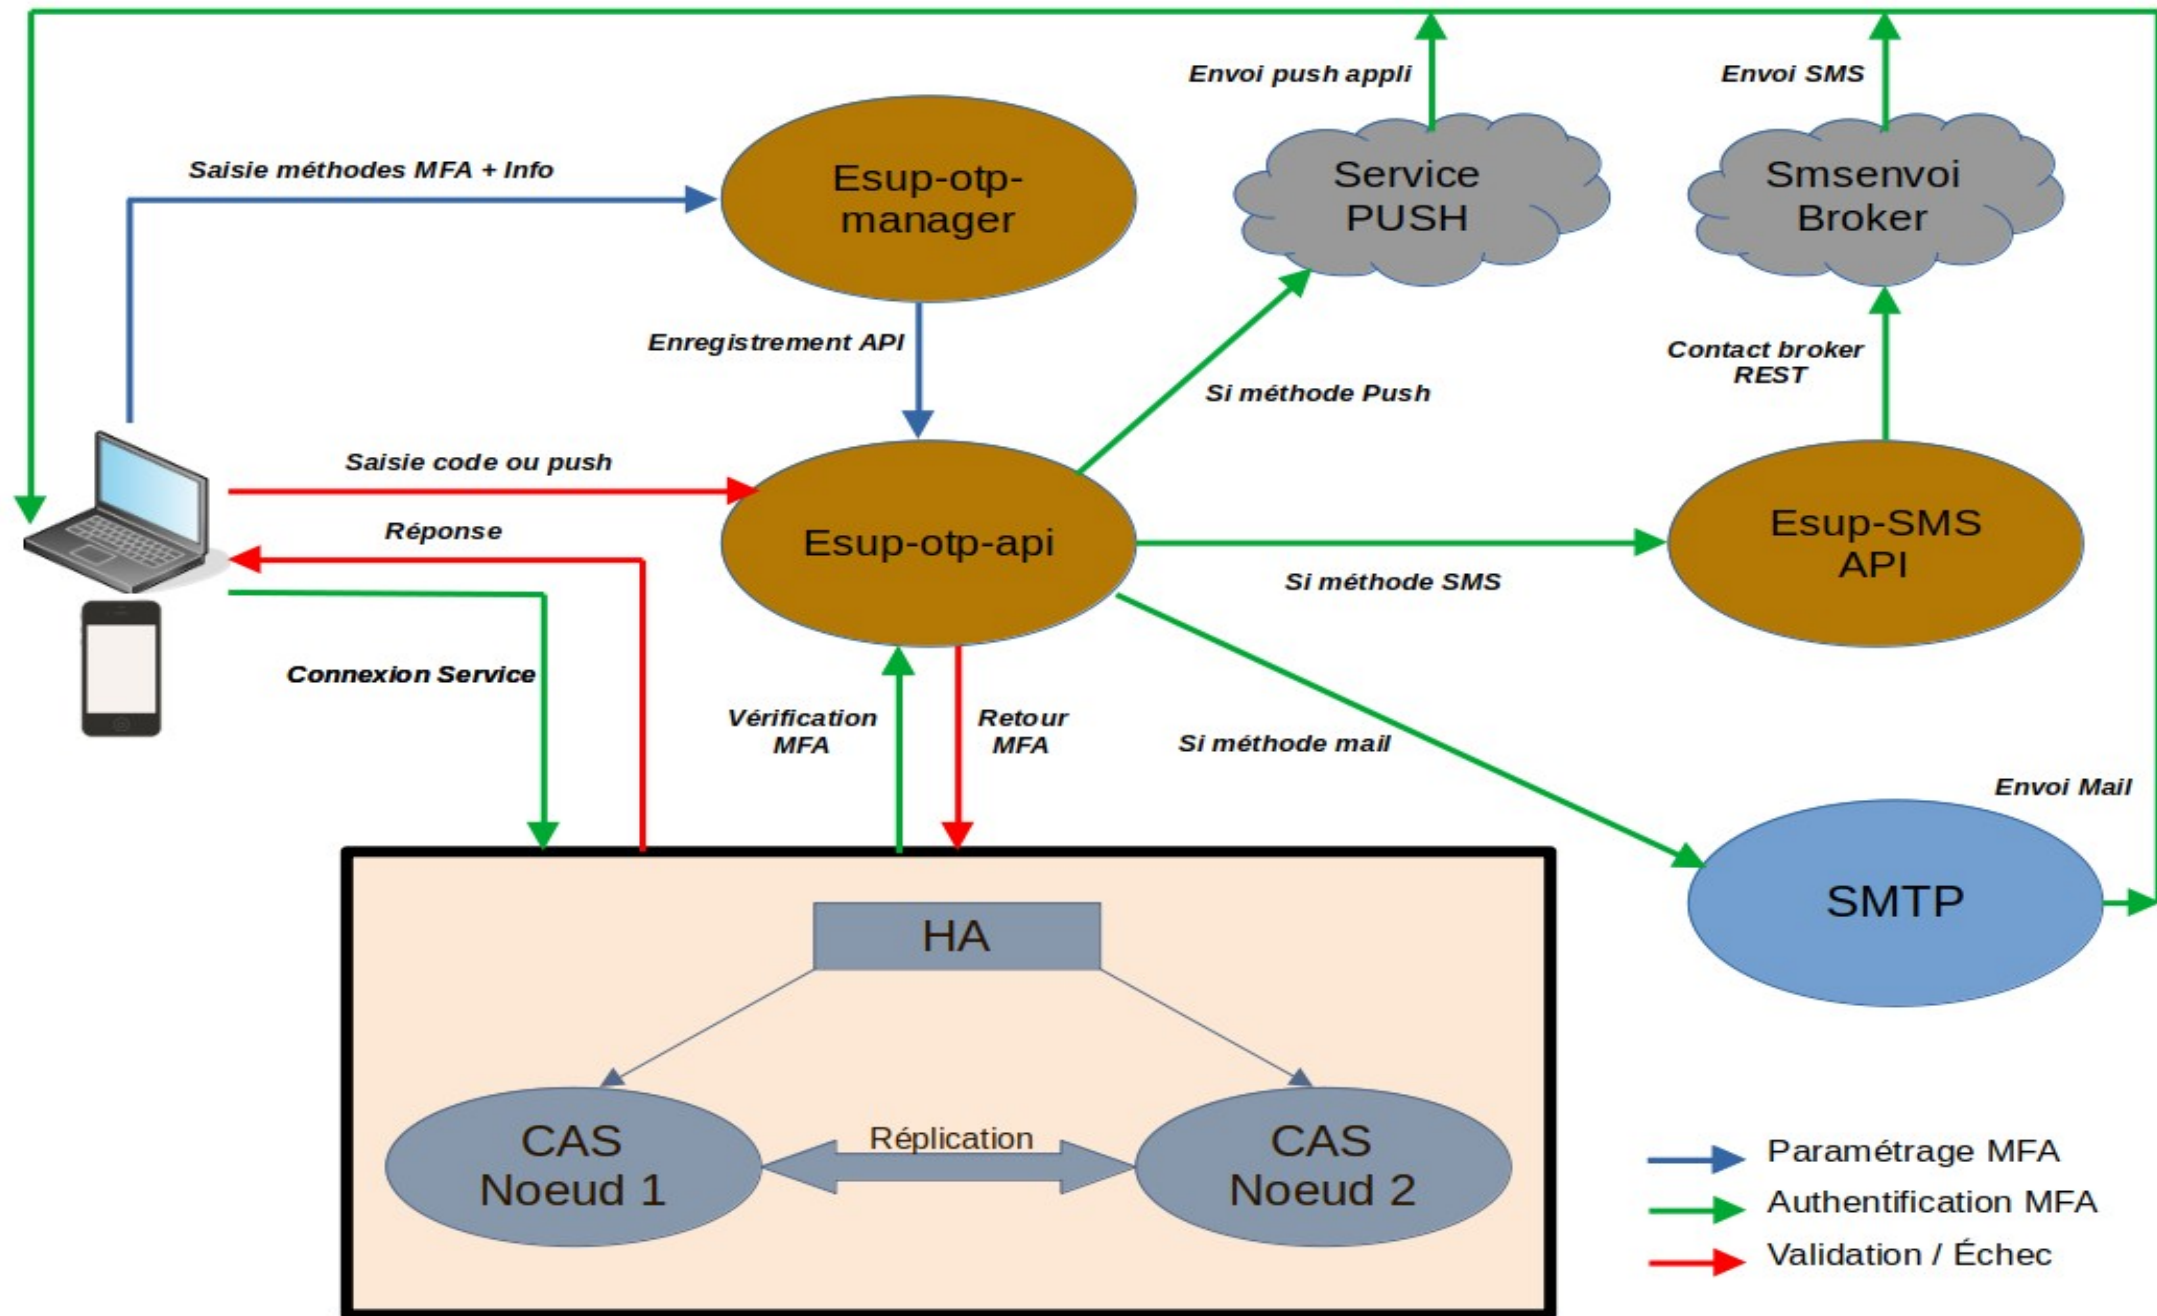 Envoi push appli
Envoi SMS
Saisie méthodes MFA + Info
Esup-otp-
manager
Service
PUSH
Smsenvoi
Broker
Enregistrement API
Contact broker
REST
Si méthode Push
Saisie code ou push
Réponse
Esup-otp-api
Esup-SMS
API
Si méthode SMS
Connexion Service
Vérification
MFA
Retour
MFA
Si méthode mail
Envoi Mail
SMTP
HA
CAS
Noeud 1
Réplication
CAS
Noeud 2
Paramétrage MFA
Authentification MFA
Validation / Échec